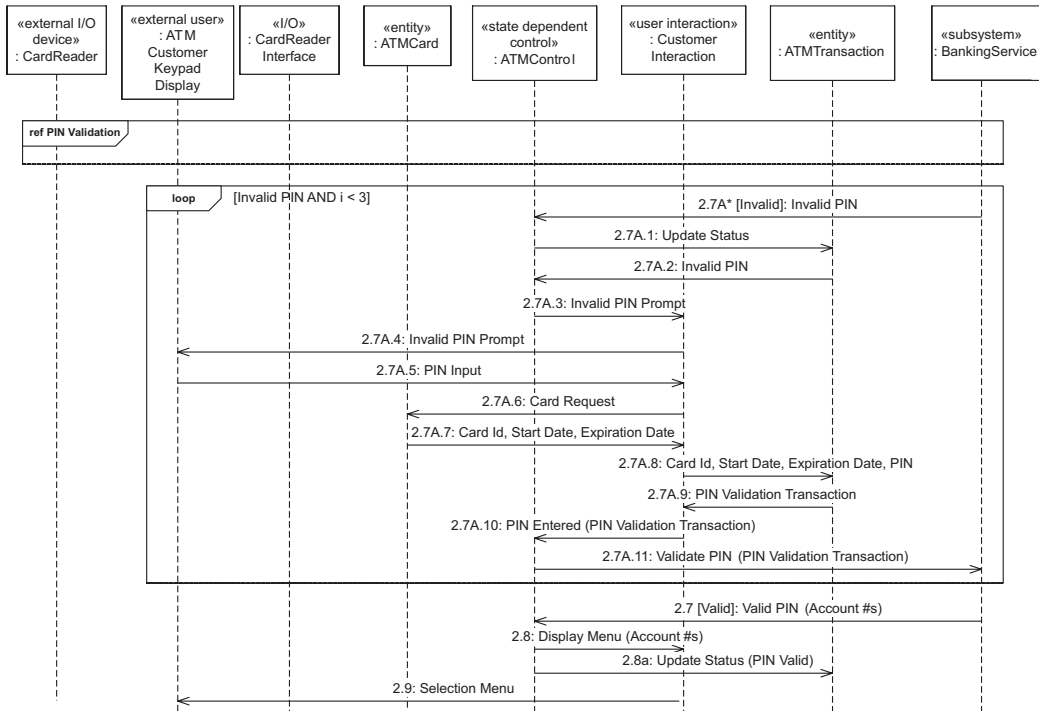 «external I/O
device»
: CardReader
«external user»
: ATM
Customer
Keypad
Display
«I/O»
: CardReader
Interface
«entity»
: ATMCard
«state dependent
control»
: ATMControl
«user interaction»
: Customer
Interaction
«entity»
: ATMTransaction
«subsystem»
: BankingService
ref PIN Validation
loop
[Invalid PIN AND i < 3]
2.7A* [Invalid]: Invalid PIN
2.7A.1: Update Status
2.7A.2: Invalid PIN
2.7A.3: Invalid PIN Prompt
2.7A.4: Invalid PIN Prompt
2.7A.5: PIN Input
2.7A.6: Card Request
2.7A.7: Card Id, Start Date, Expiration Date
2.7A.8: Card Id, Start Date, Expiration Date, PIN
2.7A.9: PIN Validation Transaction
2.7A.10: PIN Entered (PIN Validation Transaction)
2.7A.11: Validate PIN (PIN Validation Transaction)
2.7 [Valid]: Valid PIN (Account #s)
2.8: Display Menu (Account #s)
2.8a: Update Status (PIN Valid)
2.9: Selection Menu